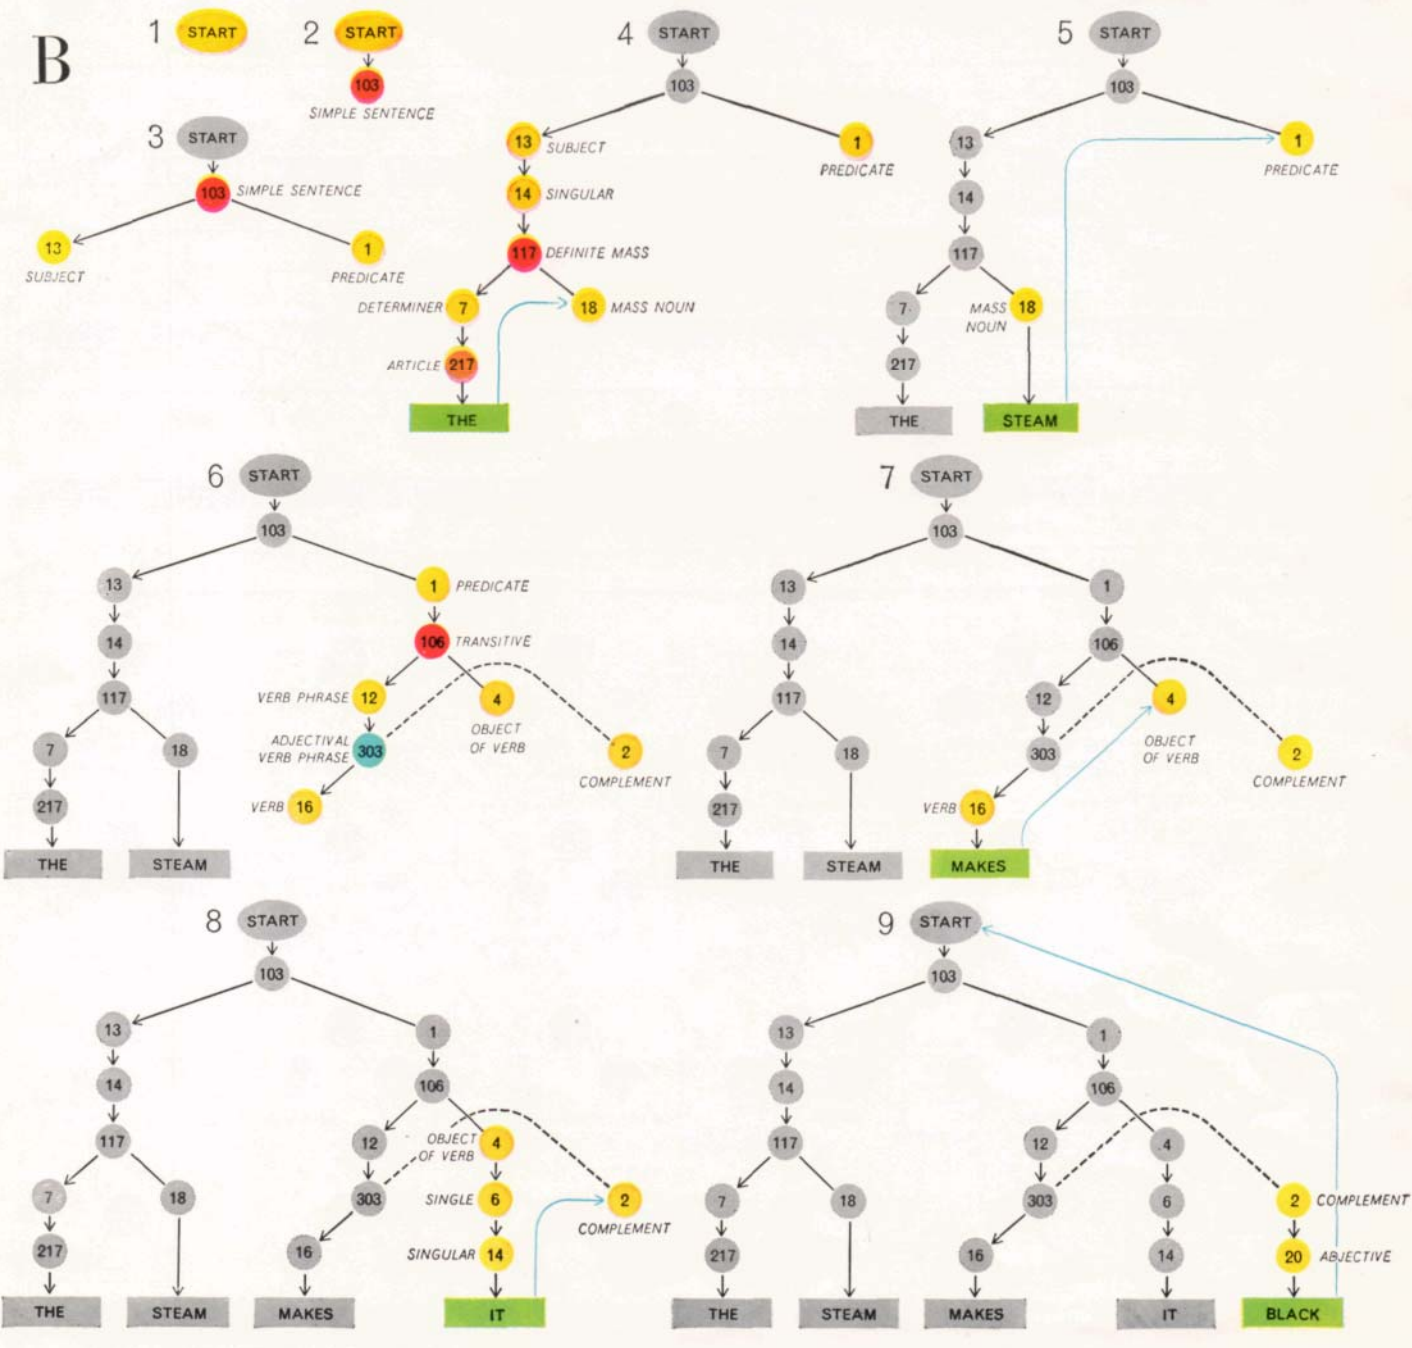 B
1 START
2 START
103
SIMPLE SENTENCE
3 START
103 SIMPLE SENTENCE
13
SUBJECT
1
PREDICATE
4 START
103
13 SUBJECT
1
PREDICATE
14 SINGULAR
117 DEFINITE MASS
DETERMINER 7
18 MASS NOUN
ARTICLE 217
THE
5 START
103
13
1
PREDICATE
14
117
7
MASS
NOUN
18
217
THE
STEAM
6 START
103
13
1 PREDICATE
14
106 TRANSITIVE
117
VERB PHRASE 12
4
OBJECT
OF VERB
7
18
ADJECTIVAL
VERB PHRASE
303
2
COMPLEMENT
217
VERB 16
THE
STEAM
7 START
103
13
1
14
106
117
12
4
OBJECT
OF VERB
7
18
303
2
COMPLEMENT
217
VERB 16
THE
STEAM
MAKES
8 START
103
13
1
14
106
117
12
OBJECT
OF VERB
4
7
18
303
SINGLE 6
2
COMPLEMENT
217
16
SINGULAR 14
THE
STEAM
MAKES
IT
9 START
103
13
1
14
106
117
12
4
7
18
303
6
2 COMPLEMENT
217
16
14
20 ABJECTIVE
THE
STEAM
MAKES
IT
BLACK